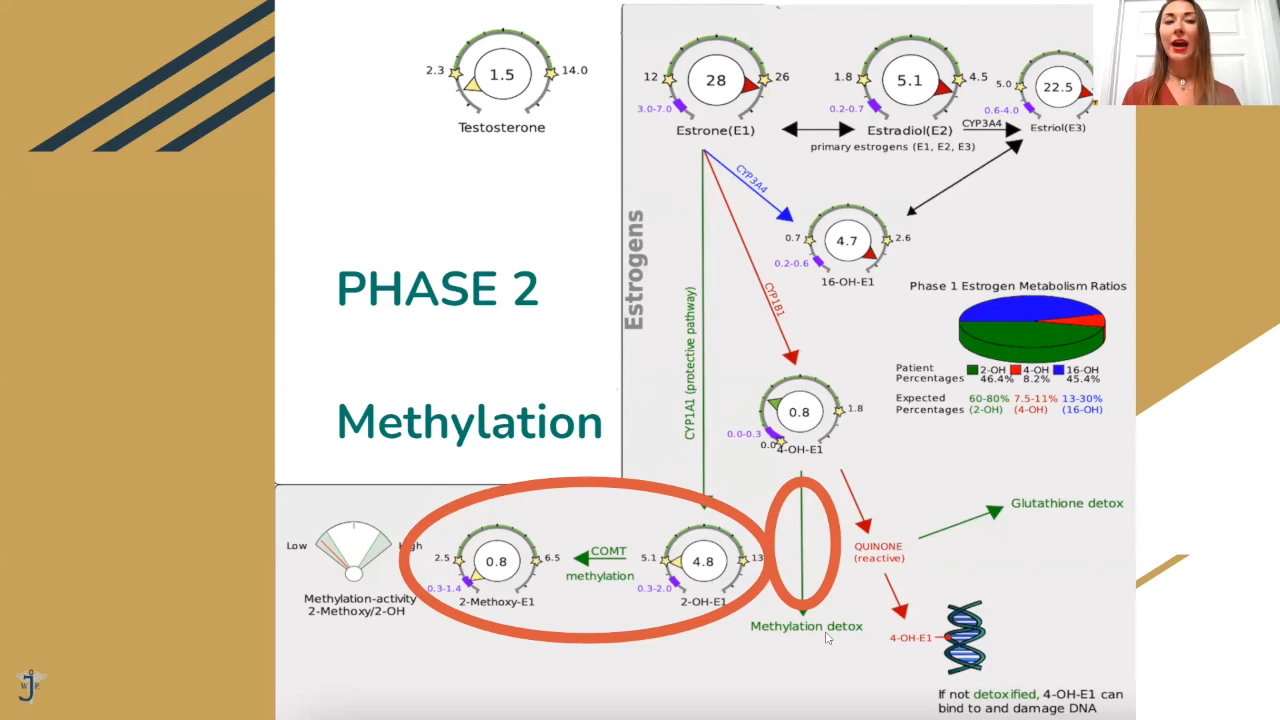 2.3
1.5
14.0
Testosterone
12
28
26
3.0-7.0
Estrone(E1)
1.8
5.1
4.5
0.2-0.7
Estradiol(E2)
CYP3A4
5.0
22.5
0.6-4.0
Estriol(E3)
primary estrogens (E1, E2, E3)
CYP3A4
Estrogens
0.7
4.7
2.6
0.2-0.6
16-OH-E1
PHASE 2
Methylation
CYP1A1 (protective pathway)
CYP1B1
Phase 1 Estrogen Metabolism Ratios
Patient
Percentages
2-OH 4-OH 16-OH
46.4% 8.2% 45.4%
Expected
Percentages
60-80% 7.5-11% 13-30%
(2-OH) (4-OH) (16-OH)
0.8
1.8
0.0-0.3
0.0
4-OH-E1
Low
High
Methylation-activity
2-Methoxy/2-OH
2.5
0.8
6.5
0.3-1.4
2-Methoxy-E1
COMT
methylation
5.1
4.8
13
0.3-2.0
2-OH-E1
Methylation detox
QUINONE
(reactive)
Glutathione detox
4-OH-E1
If not detoxified, 4-OH-E1 can
bind to and damage DNA
W J P